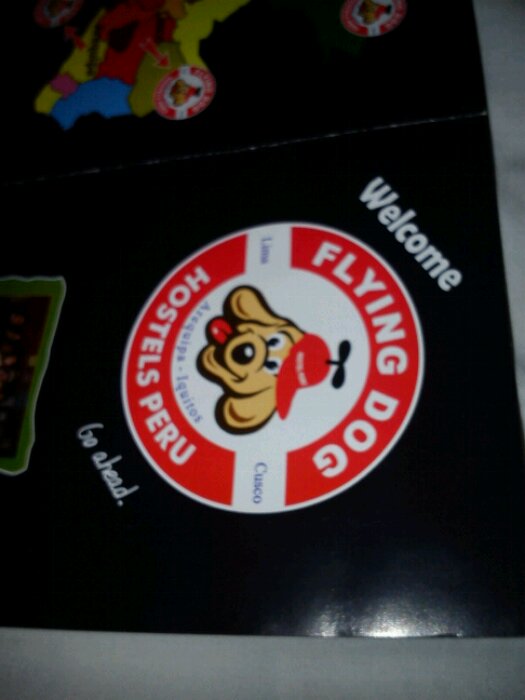 Welcome
FLYING DOG
Lima
Cusco
Arequipa - Iquitos
HOSTELS PERU
Go ahead.